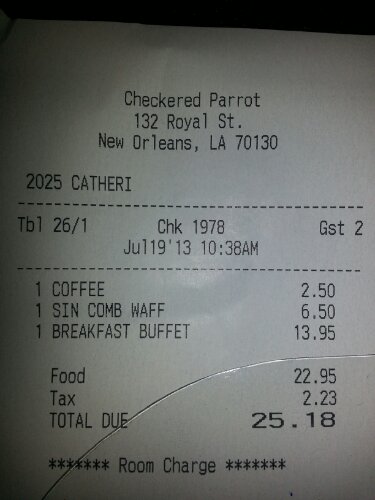 Checkered Parrot
132 Royal St.
New Orleans, LA 70130
2025 CATHERI
Tbl 26/1 Chk 1978 Gst 2
Jul19'13 10:38AM
1 COFFEE 2.50
1 SIN COMB WAFF 6.50
1 BREAKFAST BUFFET 13.95
Food 22.95
Tax 2.23
TOTAL DUE 25.18
******* Room Charge *******